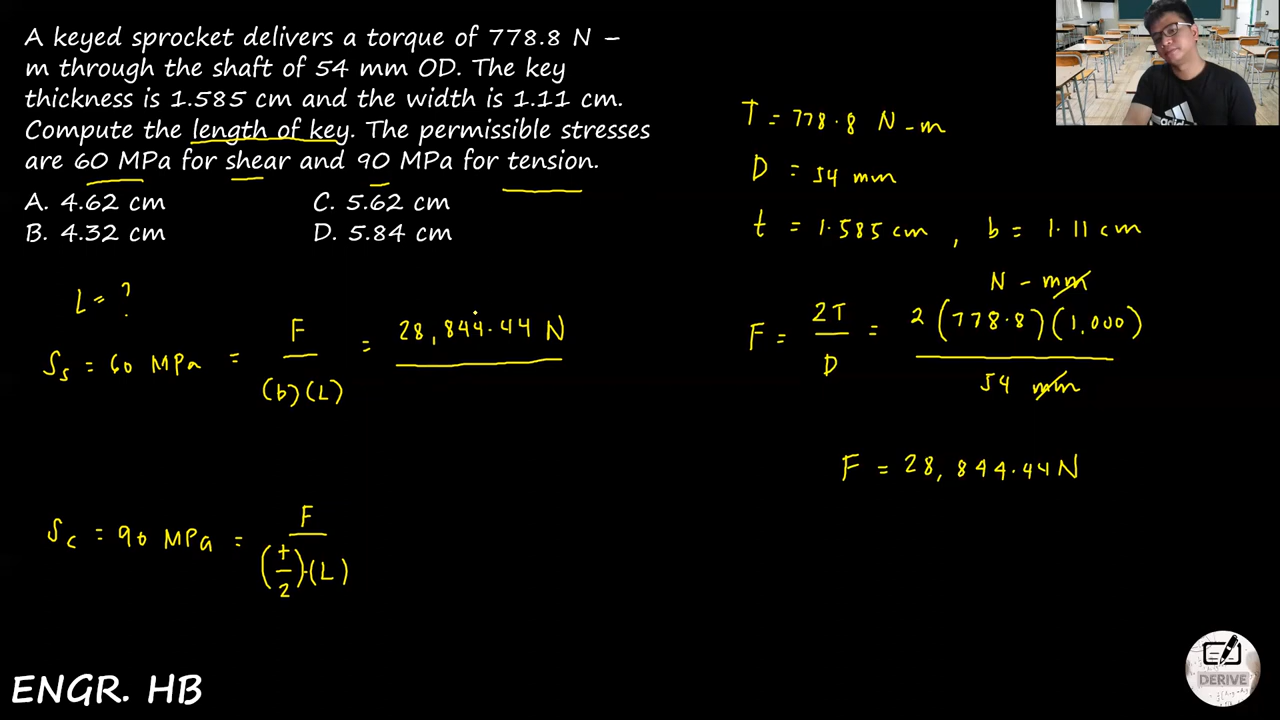 A keyed sprocket delivers a torque of 778.8 N –
m through the shaft of 54 mm OD. The key
thickness is 1.585 cm and the width is 1.11 cm.
Compute the length of key. The permissible stresses
are 60 MPa for shear and 90 MPa for tension.
A. 4.62 cm C. 5.62 cm
B. 4.32 cm D. 5.84 cm
L = ?
S_s = 60 MPa = F / (b)(L) = 28,844.44 N
S_c = 90 MPa = F / (t/2)·(L)
T = 778.8 N-m
D = 54 mm
t = 1.585 cm , b = 1.11 cm
N - mm
F = 2T / D = 2(778.8)(1,000) / 54 mm
F = 28,844.44 N
adidas
ENGR. HB
DERIVE